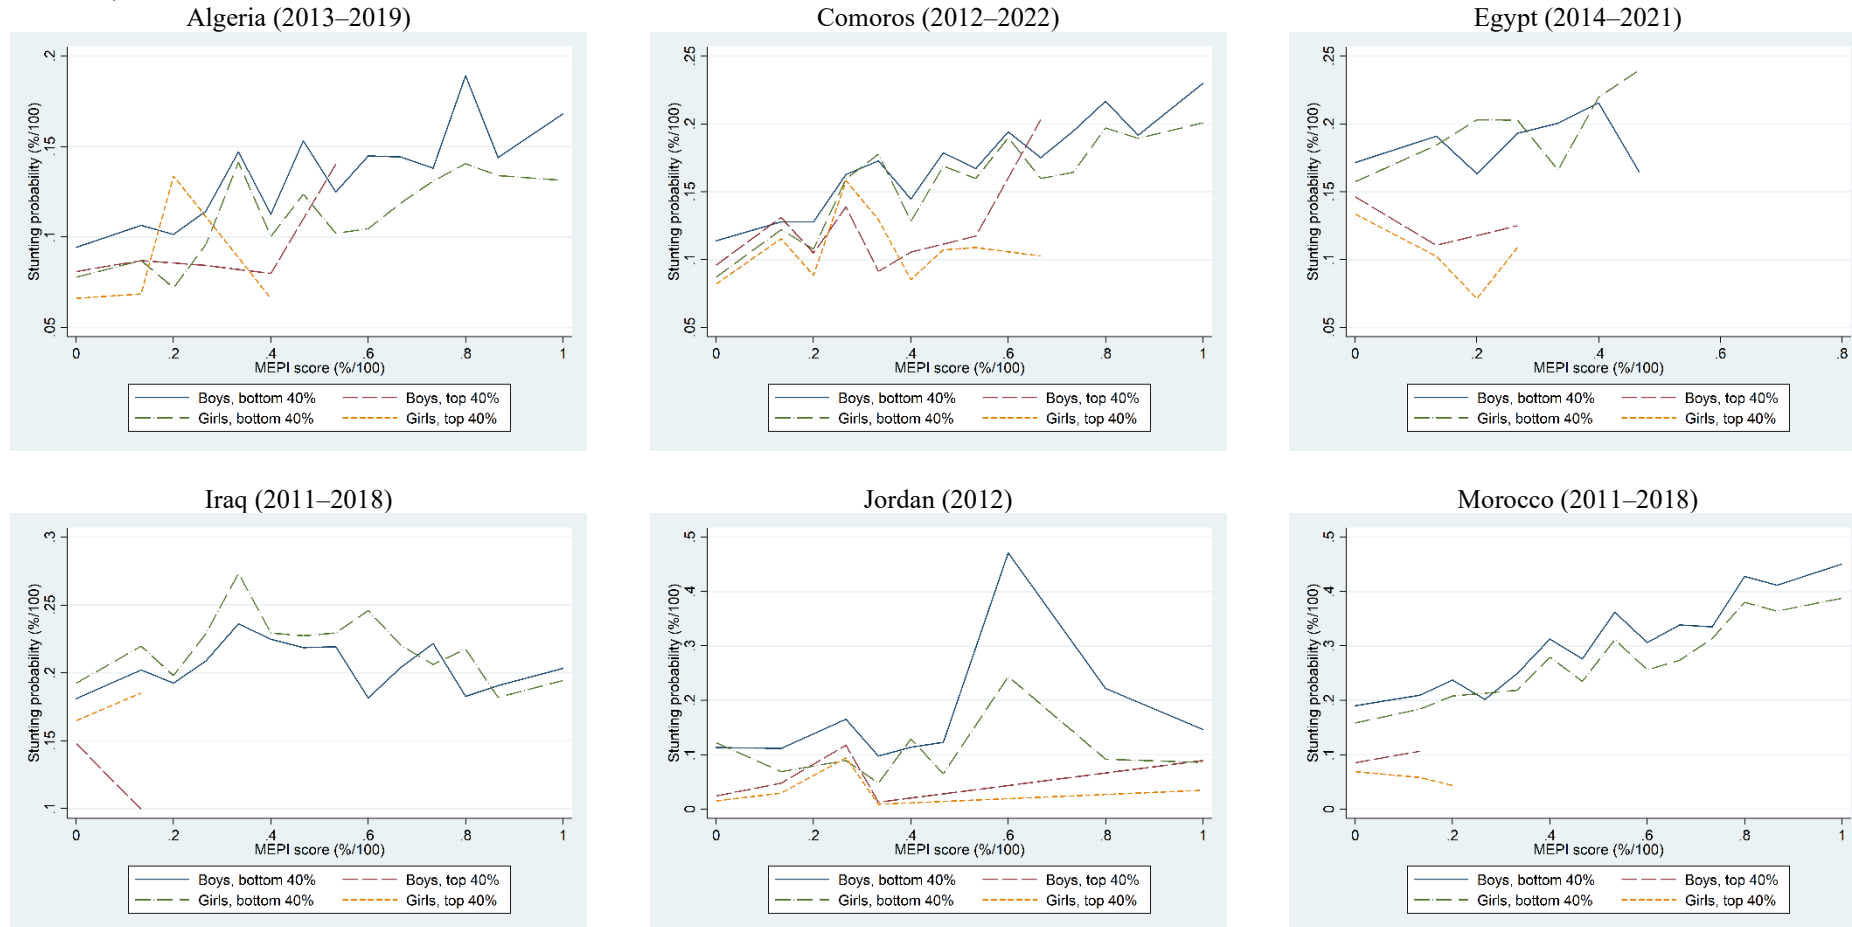 Algeria (2013–2019)
Stunting probability (%/100)
.2
.15
.1
.05
0 .2 .4 .6 .8 1
MEPI score (%/100)
Boys, bottom 40% Boys, top 40%
Girls, bottom 40% Girls, top 40%
Comoros (2012–2022)
Stunting probability (%/100)
.25
.2
.15
.1
.05
0 .2 .4 .6 .8 1
MEPI score (%/100)
Boys, bottom 40% Boys, top 40%
Girls, bottom 40% Girls, top 40%
Egypt (2014–2021)
Stunting probability (%/100)
.25
.2
.15
.1
.05
0 .2 .4 .6 .8
MEPI score (%/100)
Boys, bottom 40% Boys, top 40%
Girls, bottom 40% Girls, top 40%
Iraq (2011–2018)
Stunting probability (%/100)
.3
.25
.2
.15
.1
0 .2 .4 .6 .8 1
MEPI score (%/100)
Boys, bottom 40% Boys, top 40%
Girls, bottom 40% Girls, top 40%
Jordan (2012)
Stunting probability (%/100)
.5
.4
.3
.2
.1
0
0 .2 .4 .6 .8 1
MEPI score (%/100)
Boys, bottom 40% Boys, top 40%
Girls, bottom 40% Girls, top 40%
Morocco (2011–2018)
Stunting probability (%/100)
.5
.4
.3
.2
.1
0
0 .2 .4 .6 .8 1
MEPI score (%/100)
Boys, bottom 40% Boys, top 40%
Girls, bottom 40% Girls, top 40%